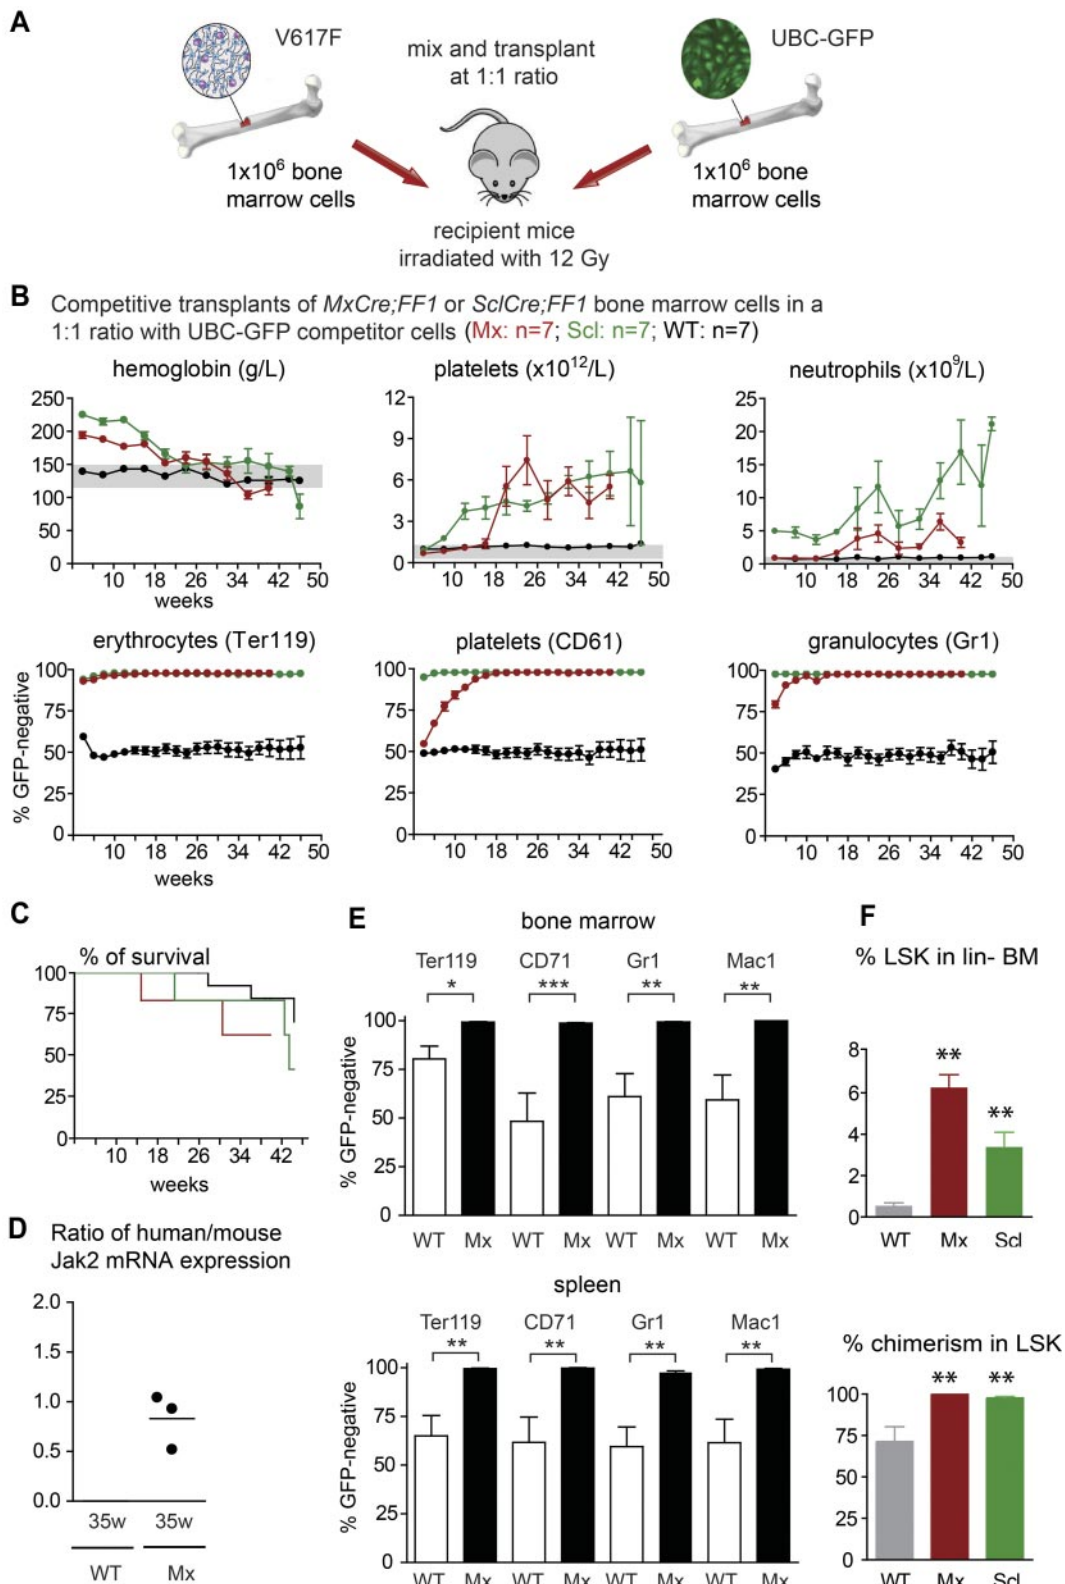 A
V617F
mix and transplant
at 1:1 ratio
UBC-GFP
1x10⁶ bone
marrow cells
1x10⁶ bone
marrow cells
recipient mice
irradiated with 12 Gy
B
Competitive transplants of MxCre;FF1 or SclCre;FF1 bone marrow cells in a
1:1 ratio with UBC-GFP competitor cells (Mx: n=7; Scl: n=7; WT: n=7)
hemoglobin (g/L)
250
200
150
100
50
0
10 18 26 34 42 50
weeks
platelets (x10¹²/L)
12
9
6
3
0
10 18 26 34 42 50
neutrophils (x10⁹/L)
25
20
15
10
5
0
10 18 26 34 42 50
erythrocytes (Ter119)
% GFP-negative
100
75
50
25
0
10 18 26 34 42 50
weeks
platelets (CD61)
100
75
50
25
0
10 18 26 34 42 50
granulocytes (Gr1)
100
75
50
25
0
10 18 26 34 42 50
C
% of survival
100
75
50
25
0
10 18 26 34 42
weeks
D
Ratio of human/mouse
Jak2 mRNA expression
2.0
1.5
1.0
0.5
0.0
35w 35w
WT Mx
E
bone marrow
Ter119 CD71 Gr1 Mac1
* *** ** **
% GFP-negative
100
75
50
25
0
WT Mx WT Mx WT Mx WT Mx
spleen
Ter119 CD71 Gr1 Mac1
** ** ** **
% GFP-negative
100
75
50
25
0
WT Mx WT Mx WT Mx WT Mx
F
% LSK in lin- BM
8
6
4
2
0
** **
WT Mx Scl
% chimerism in LSK
** **
100
75
50
25
0
WT Mx Scl